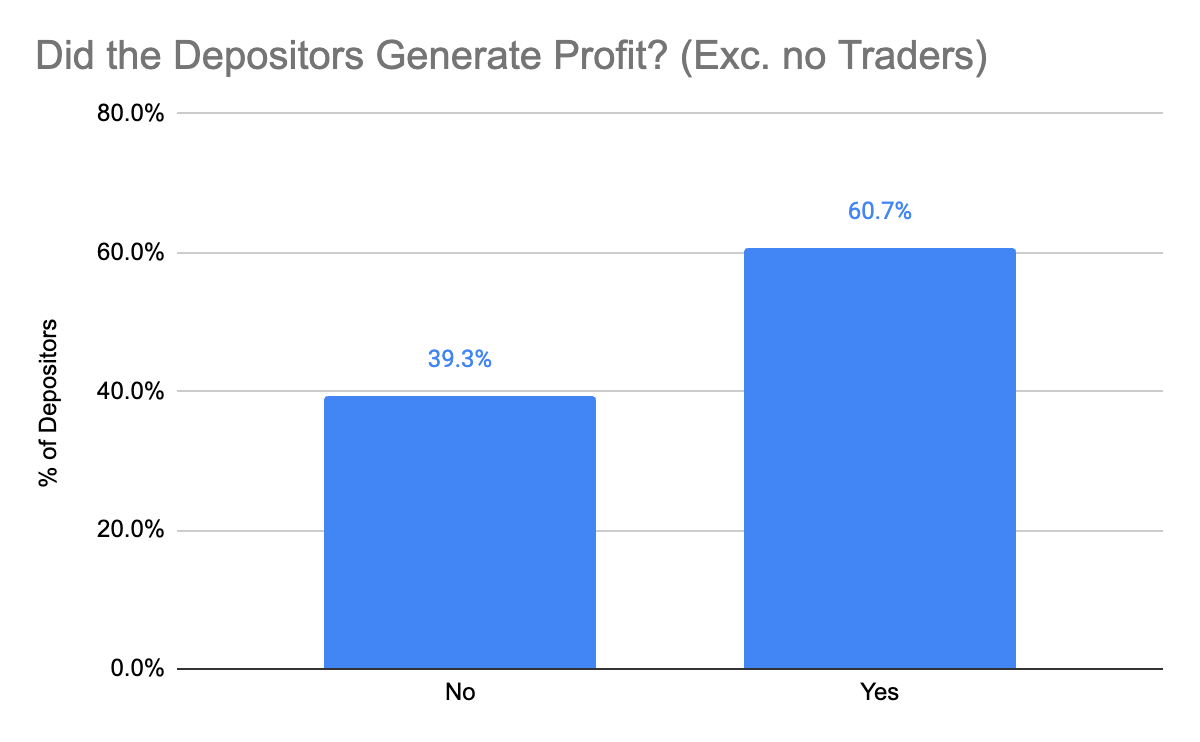 Did the Depositors Generate Profit? (Exc. no Traders)
80.0%
60.0%
40.0%
20.0%
0.0%
% of Depositors
39.3%
60.7%
No
Yes